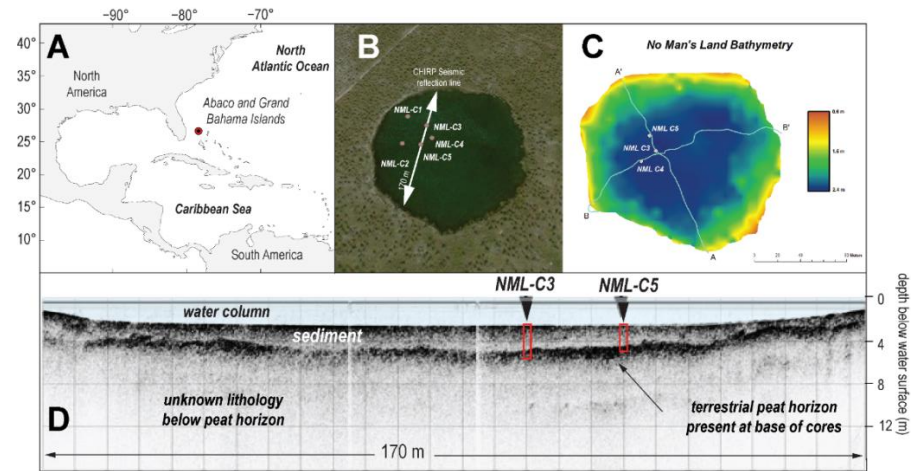 −90° −80° −70°
A
40°
35°
30°
25°
20°
15°
10°
North
America
North
Atlantic Ocean
Abaco and Grand
Bahama Islands
Caribbean Sea
South America
B
CHIRP Seismic
reflection line
NML-C1
NML-C3
NML-C4
NML-C2
NML-C5
170 m
C
No Man's Land Bathymetry
A'
B'
NML C5
NML C3
NML C4
B
A
0.6 m
1.6 m
2.4 m
NML-C3
NML-C5
water column
sediment
unknown lithology
below peat horizon
terrestrial peat horizon
present at base of cores
D
170 m
0
4
8
12
depth below water surface (m)